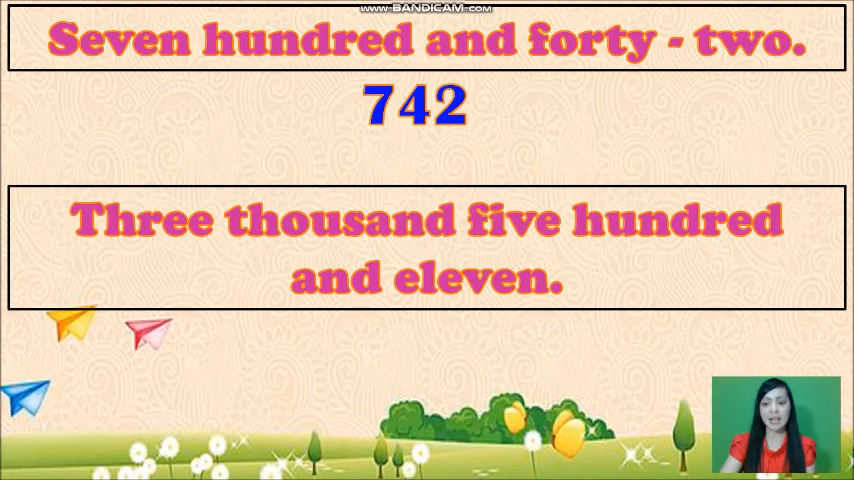 www.BANDICAM.com
Seven hundred and forty - two.
742
Three thousand five hundred
and eleven.